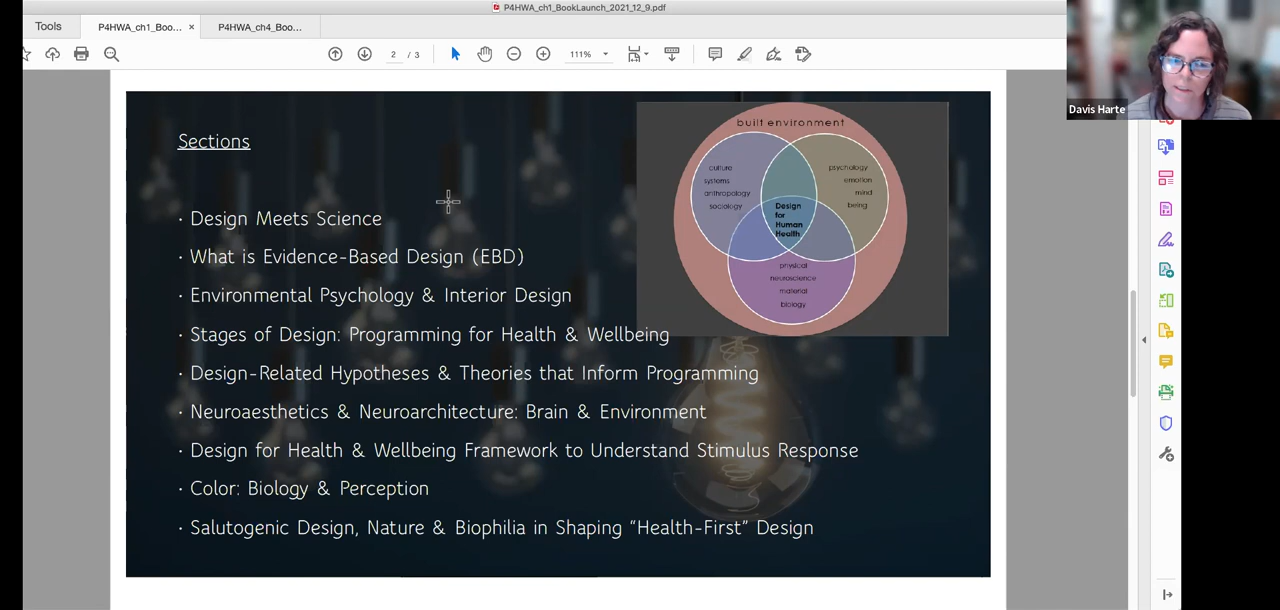 P4HWA_ch1_BookLaunch_2021_12_9.pdf
Tools
P4HWA_ch1_Boo... ×
P4HWA_ch4_Boo...
2 / 3
111%
Davis Harte
Sections
· Design Meets Science
· What is Evidence-Based Design (EBD)
· Environmental Psychology & Interior Design
· Stages of Design: Programming for Health & Wellbeing
· Design-Related Hypotheses & Theories that Inform Programming
· Neuroaesthetics & Neuroarchitecture: Brain & Environment
· Design for Health & Wellbeing Framework to Understand Stimulus Response
· Color: Biology & Perception
· Salutogenic Design, Nature & Biophilia in Shaping “Health-First” Design
built environment
culture
systems
anthropology
sociology
psychology
emotion
mind
being
Design
for
Human
Health
physical
neuroscience
material
biology